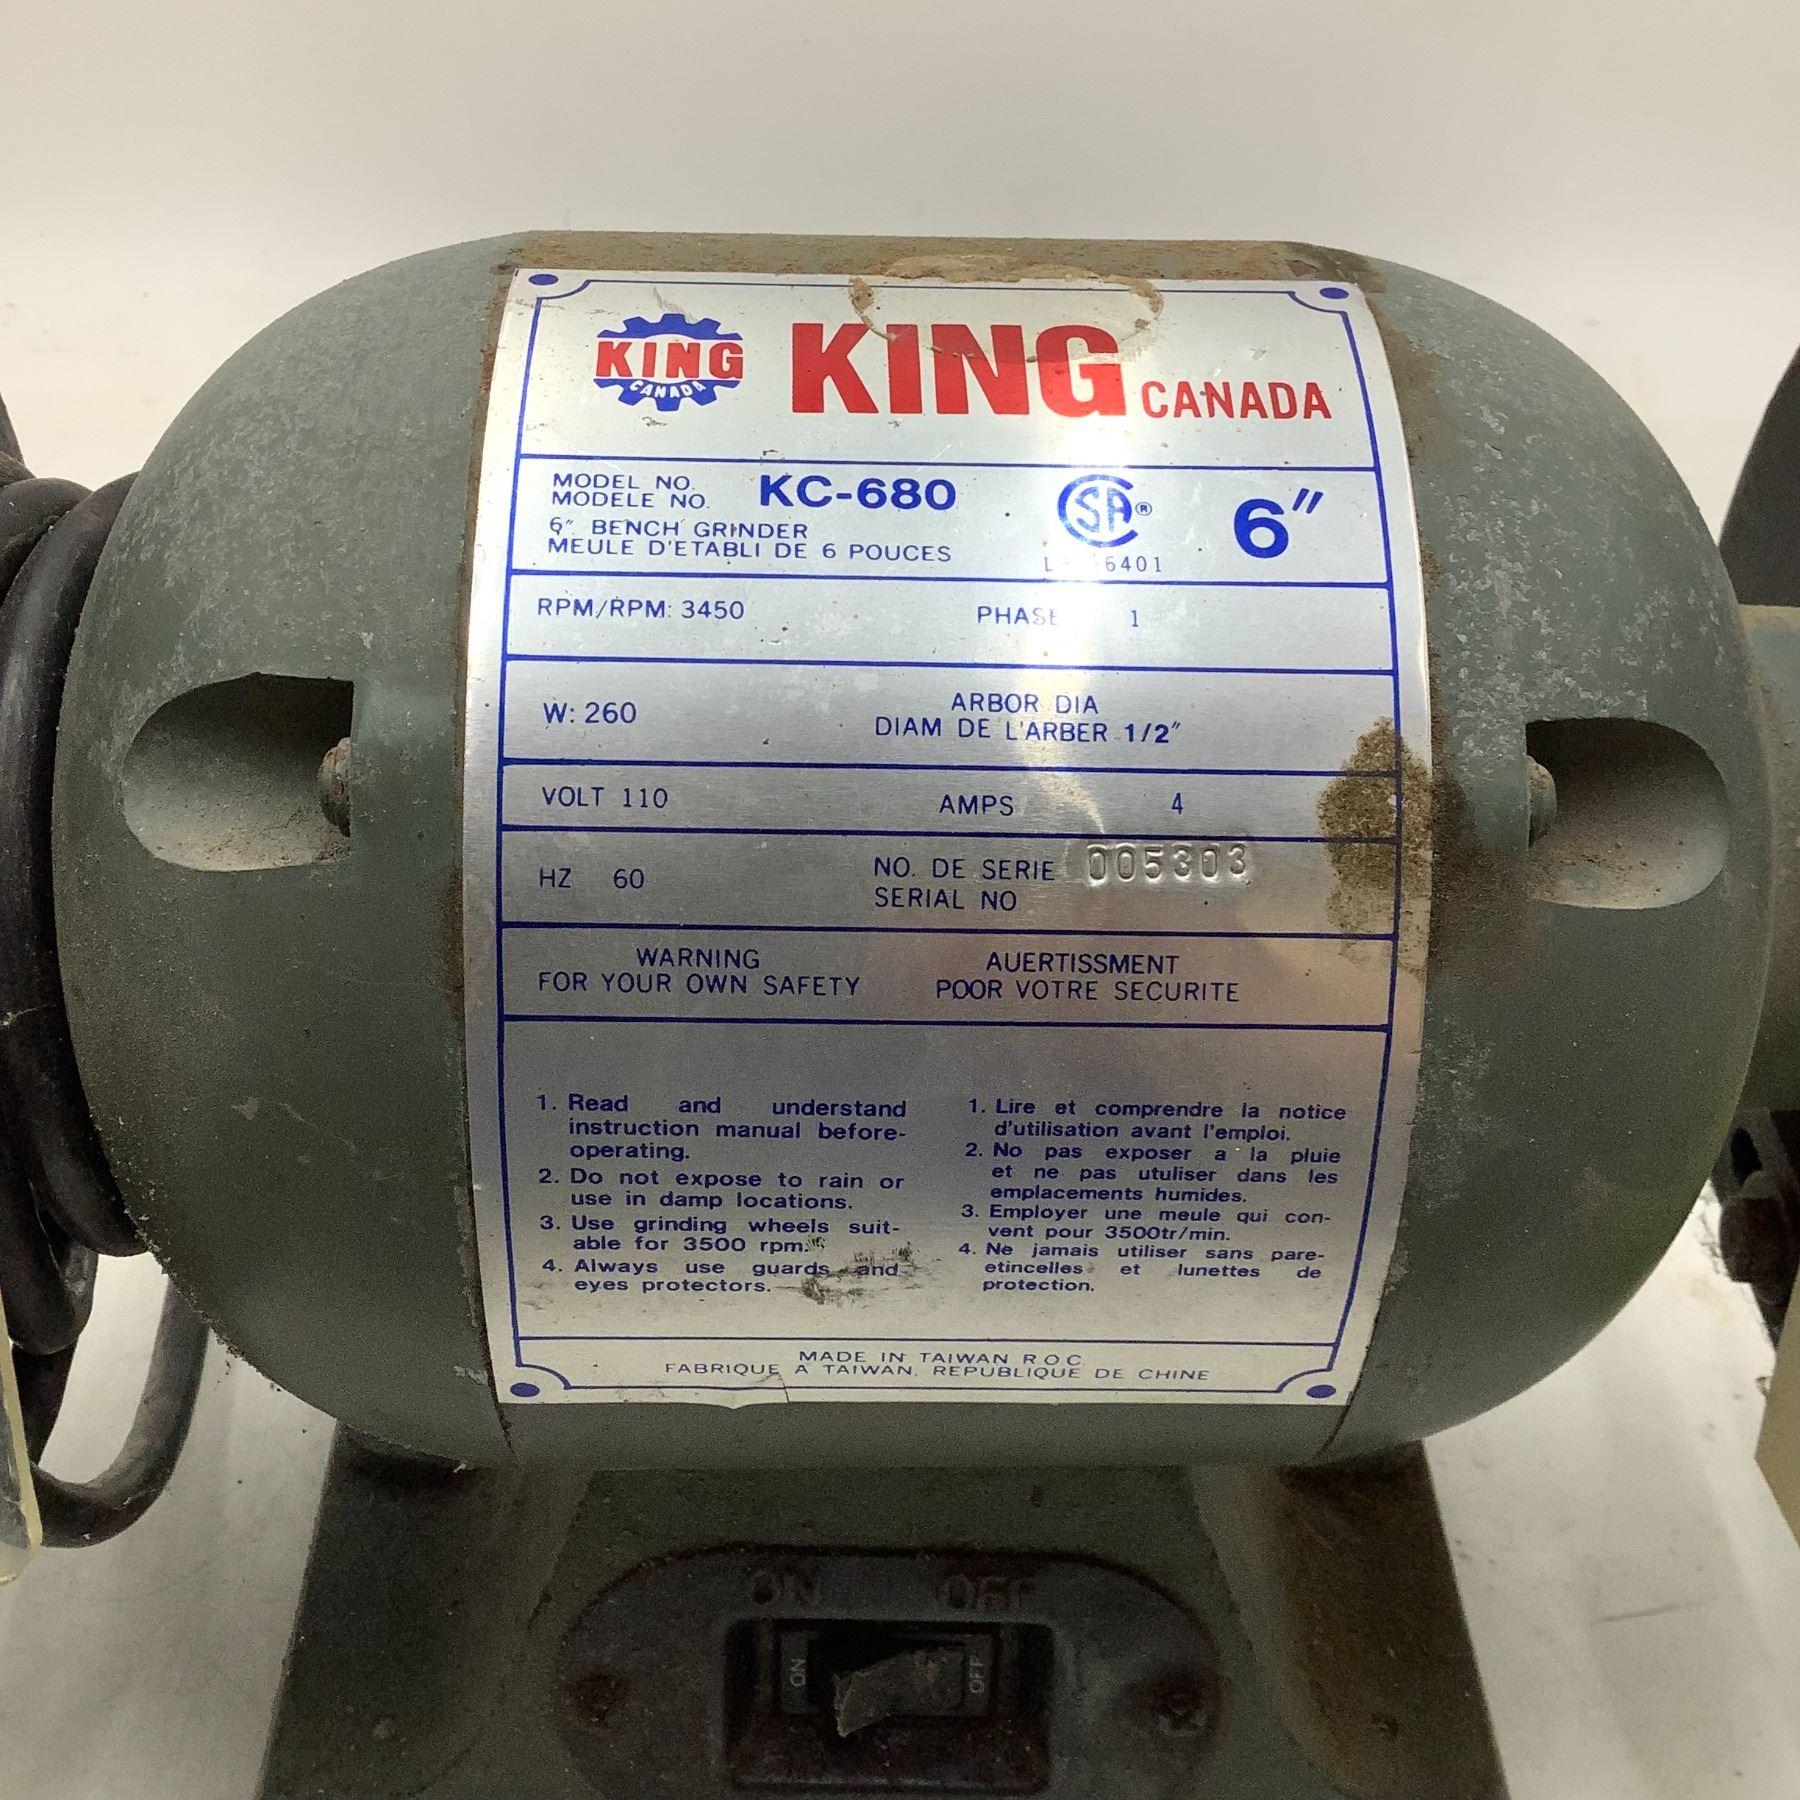 KING
CANADA
KING CANADA
MODEL NO.
MODELE NO. KC-680
6" BENCH GRINDER
MEULE D'ETABLI DE 6 POUCES
CSA® 6"
6401
RPM/RPM: 3450 PHASE 1
W: 260 ARBOR DIA
DIAM DE L'ARBER 1/2"
VOLT 110 AMPS 4
HZ 60 NO. DE SERIE 005303
SERIAL NO
WARNING
FOR YOUR OWN SAFETY
AUERTISSMENT
POOR VOTRE SECURITE
1. Read and understand
instruction manual before-
operating.
2. Do not expose to rain or
use in damp locations.
3. Use grinding wheels suit-
able for 3500 rpm.
4. Always use guards and
eyes protectors.
1. Lire et comprendre la notice
d'utilisation avant l'emploi.
2. No pas exposer a la pluie
et ne pas utuliser dans les
emplacements humides.
3. Employer une meule qui con-
vent pour 3500tr/min.
4. Ne jamais utiliser sans pare-
etincelles et lunettes de
protection.
MADE IN TAIWAN R.O.C.
FABRIQUE A TAIWAN. REPUBLIQUE DE CHINE
ON OFF
ON OFF